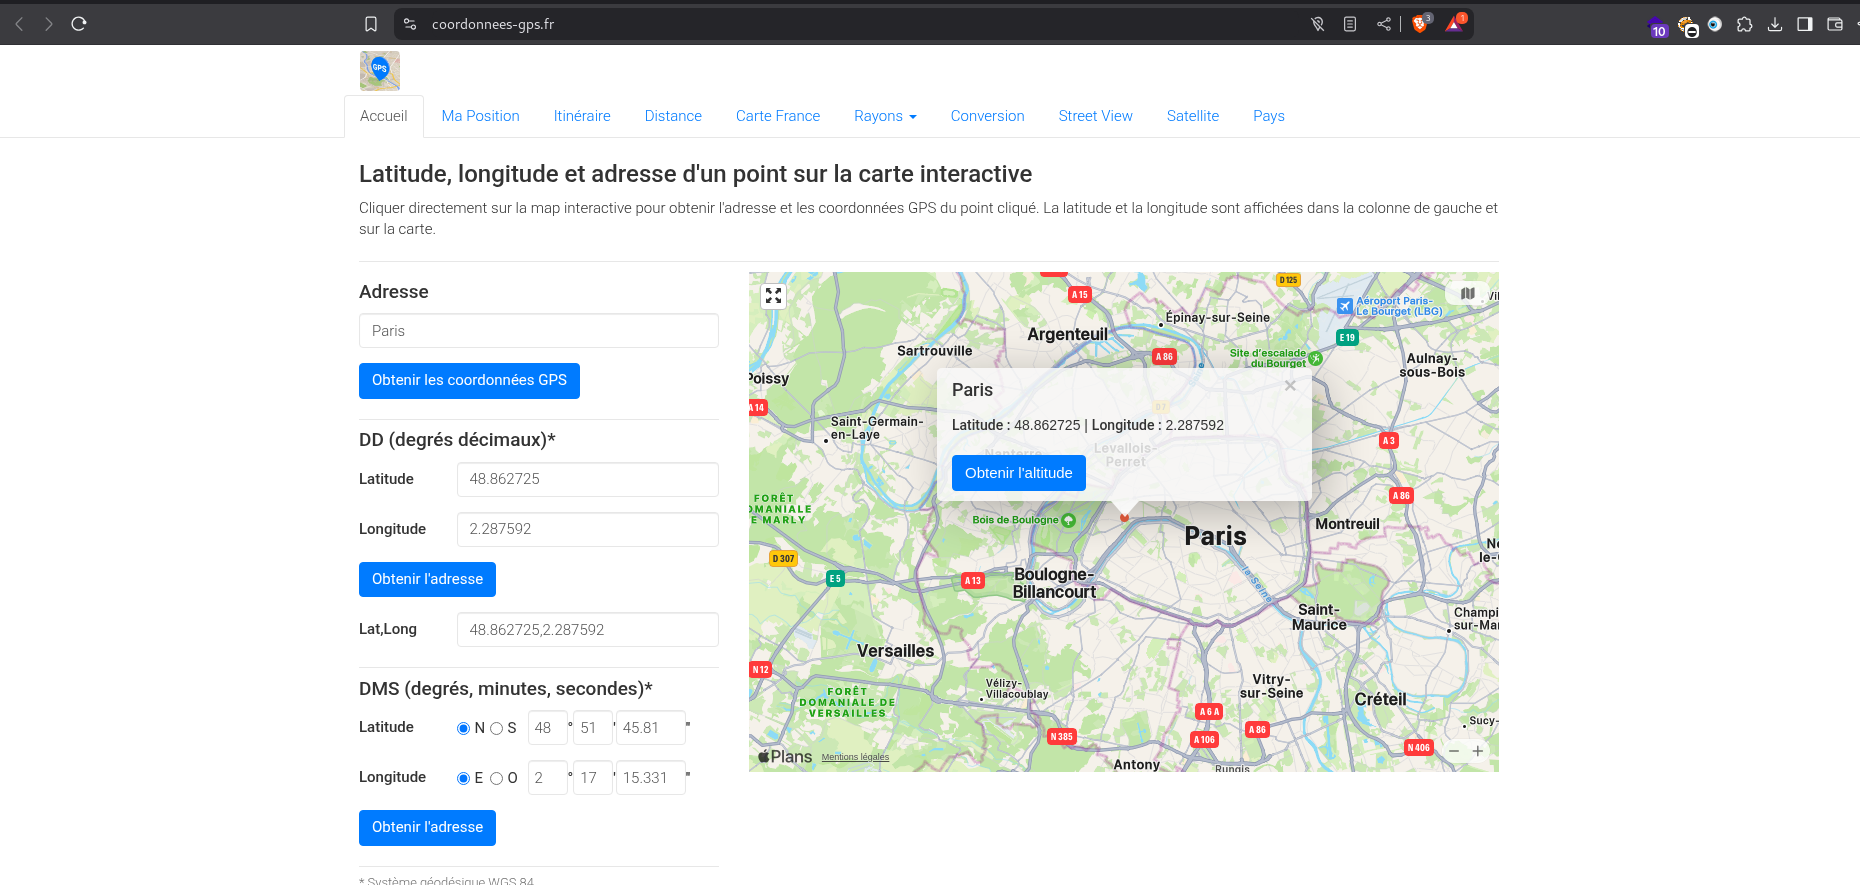 coordonnees-gps.fr
3
1
10
GPS
Accueil
Ma Position
Itinéraire
Distance
Carte France
Rayons
Conversion
Street View
Satellite
Pays
Latitude, longitude et adresse d'un point sur la carte interactive
Cliquer directement sur la map interactive pour obtenir l'adresse et les coordonnées GPS du point cliqué. La latitude et la longitude sont affichées dans la colonne de gauche et
sur la carte.
Adresse
Paris
Obtenir les coordonnées GPS
DD (degrés décimaux)*
Latitude
48.862725
Longitude
2.287592
Obtenir l'adresse
Lat,Long
48.862725,2.287592
DMS (degrés, minutes, secondes)*
Latitude
N
S
48
°
51
'
45.81
"
Longitude
E
O
2
°
17
'
15.331
"
Obtenir l'adresse
* Système géodésique WGS 84
D 125
A 15
Aéroport Paris-
Le Bourget (LBG)
Épinay-sur-Seine
Argenteuil
E 19
Sartrouville
A 86
Site d'escalade
du Bourget
Aulnay-
sous-Bois
Poissy
A 14
Paris
×
Latitude : 48.862725 | Longitude : 2.287592
Obtenir l'altitude
Nanterre
Levallois-
Perret
Saint-Germain-
en-Laye
A 3
A 86
FORÊT
DOMANIALE
DE MARLY
Bois de Boulogne
Paris
Montreuil
D 307
E 5
A 13
Boulogne-
Billancourt
la Seine
Saint-
Maurice
Champi
sur-Mar
Versailles
N 12
Vélizy-
Villacoublay
Vitry-
sur-Seine
Créteil
FORÊT
DOMANIALE DE
VERSAILLES
A 6 A
A 86
Sucy-
N 385
A 106
N 406
Plans
Mentions légales
Antony
Rungis
−
+